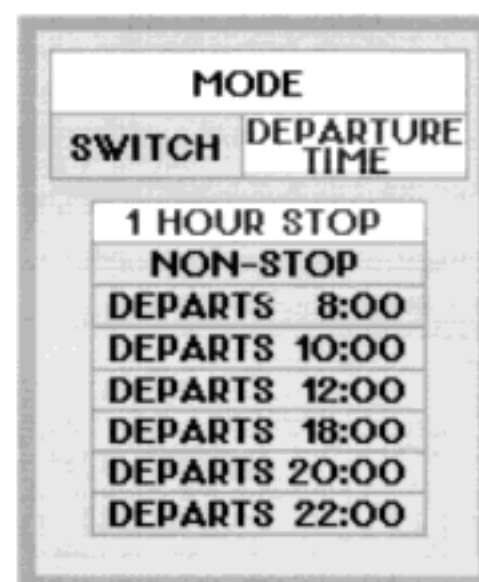 MODE
SWITCH DEPARTURE TIME
1 HOUR STOP
NON-STOP
DEPARTS 8:00
DEPARTS 10:00
DEPARTS 12:00
DEPARTS 18:00
DEPARTS 20:00
DEPARTS 22:00